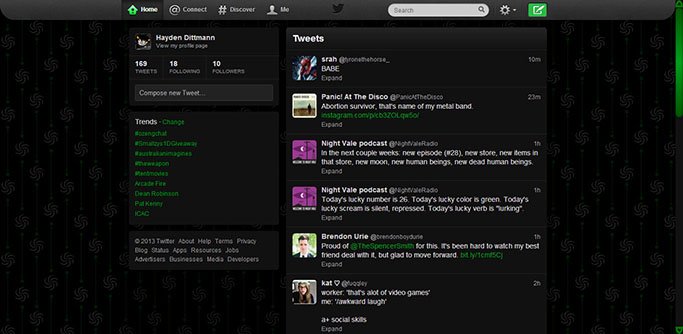 Home
Connect
Discover
Me
Search
Hayden Dittmann
View my profile page
169
TWEETS
18
FOLLOWING
10
FOLLOWERS
Compose new Tweet...
Trends · Change
#ozengchat
#Smallzys1DGiveaway
#australianimagines
#theweapon
#tenfmovies
Arcade Fire
Dean Robinson
Pat Kenny
ICAC
© 2013 Twitter About Help Terms Privacy
Blog Status Apps Resources Jobs
Advertisers Businesses Media Developers
Tweets
srah @tyronethehorse_ 10m
BABE
Expand
Panic! At The Disco @PanicAtTheDisco 23m
Abortion survivor, that's name of my metal band.
instagram.com/p/cb3ZOLqw5o/
Expand
Night Vale podcast @NightValeRadio 1h
In the next couple weeks: new episode (#28), new store, new items in
that store, new moon, new human beings, new dead human beings.
Expand
Night Vale podcast @NightValeRadio 1h
Today's lucky number is 26. Today's lucky color is green. Today's
lucky scream is silent, repressed. Today's lucky verb is "lurking".
Expand
Brendon Urie @brendonboydurie 1h
Proud of @TheSpencerSmith for this. It's been hard to watch my best
friend deal with it, but glad to move forward. bit.ly/1cmf5Cj
Expand
kat ♡ @fuqqley 2h
worker: 'that's alot of video games'
me: '/awkward laugh'
a+ social skills
Expand